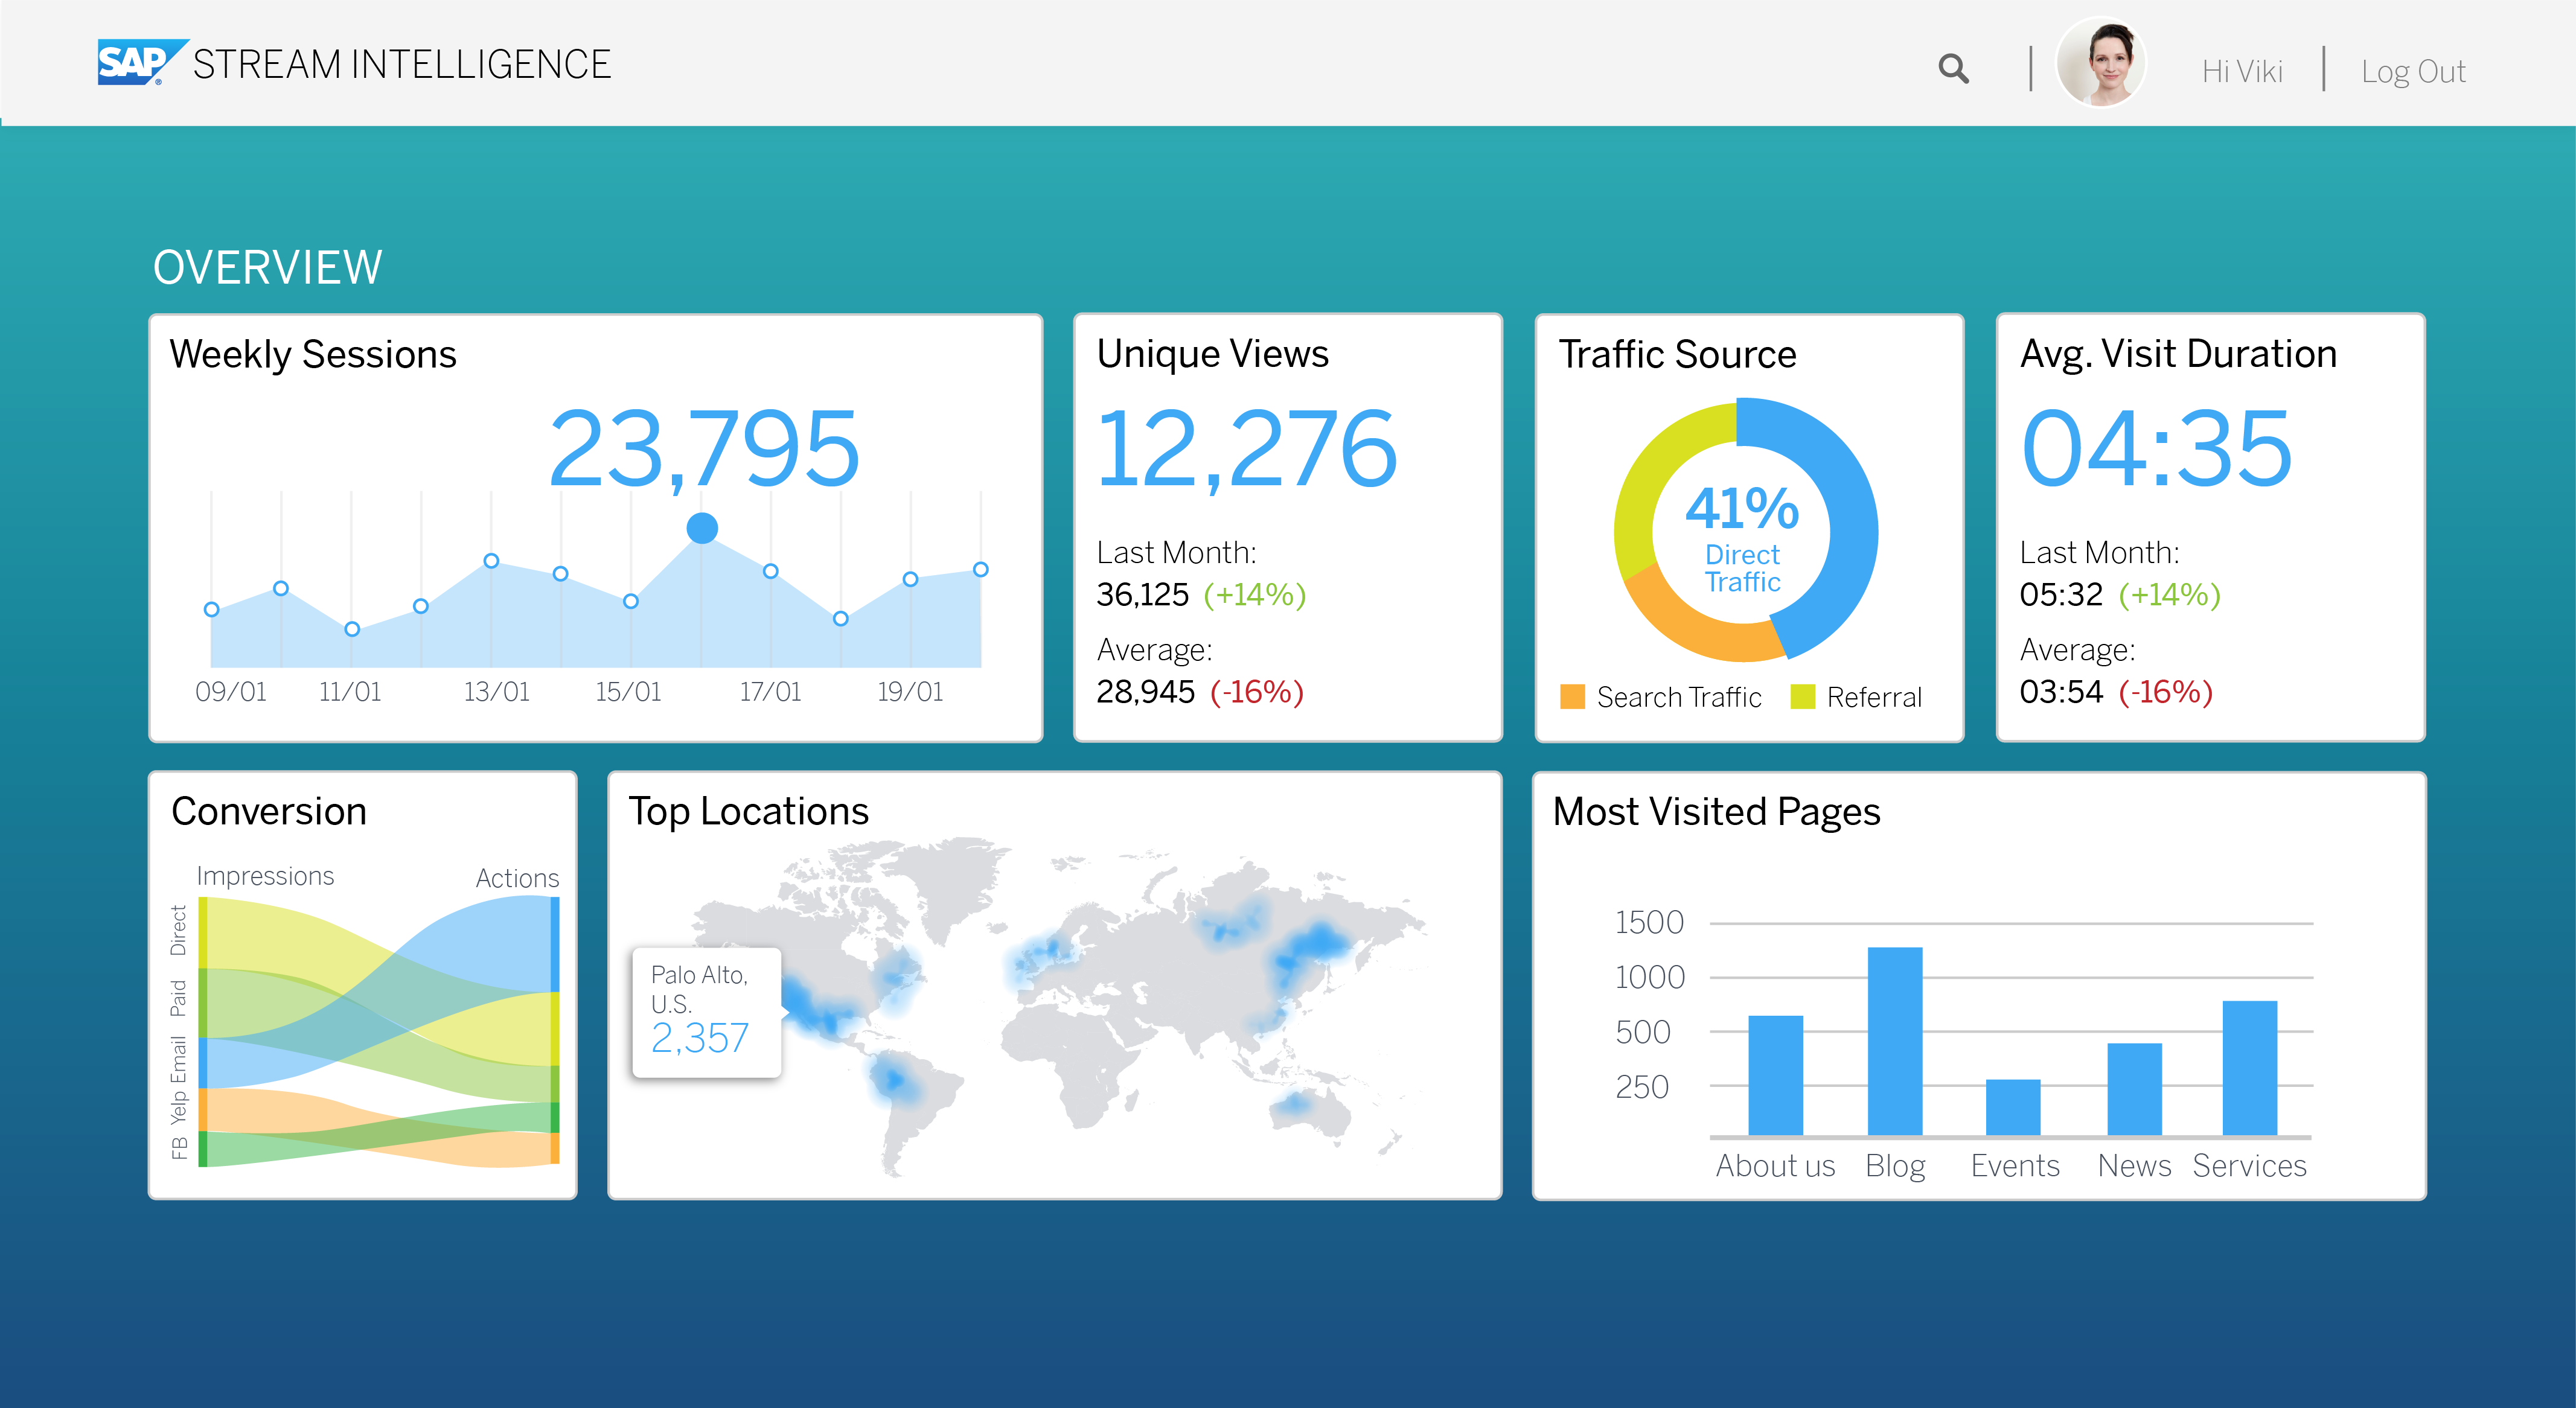 SAP ® STREAM INTELLIGENCE
Hi Viki
Log Out
OVERVIEW
Weekly Sessions
23,795
09/01 11/01 13/01 15/01 17/01 19/01
Unique Views
12,276
Last Month:
36,125 (+14%)
Average:
28,945 (-16%)
Traffic Source
41%
Direct
Traffic
Search Traffic Referral
Avg. Visit Duration
04:35
Last Month:
05:32 (+14%)
Average:
03:54 (-16%)
Conversion
Impressions
Actions
Direct
Paid
Email
Yelp
FB
Top Locations
Palo Alto,
U.S.
2,357
Most Visited Pages
1500
1000
500
250
About us Blog Events News Services